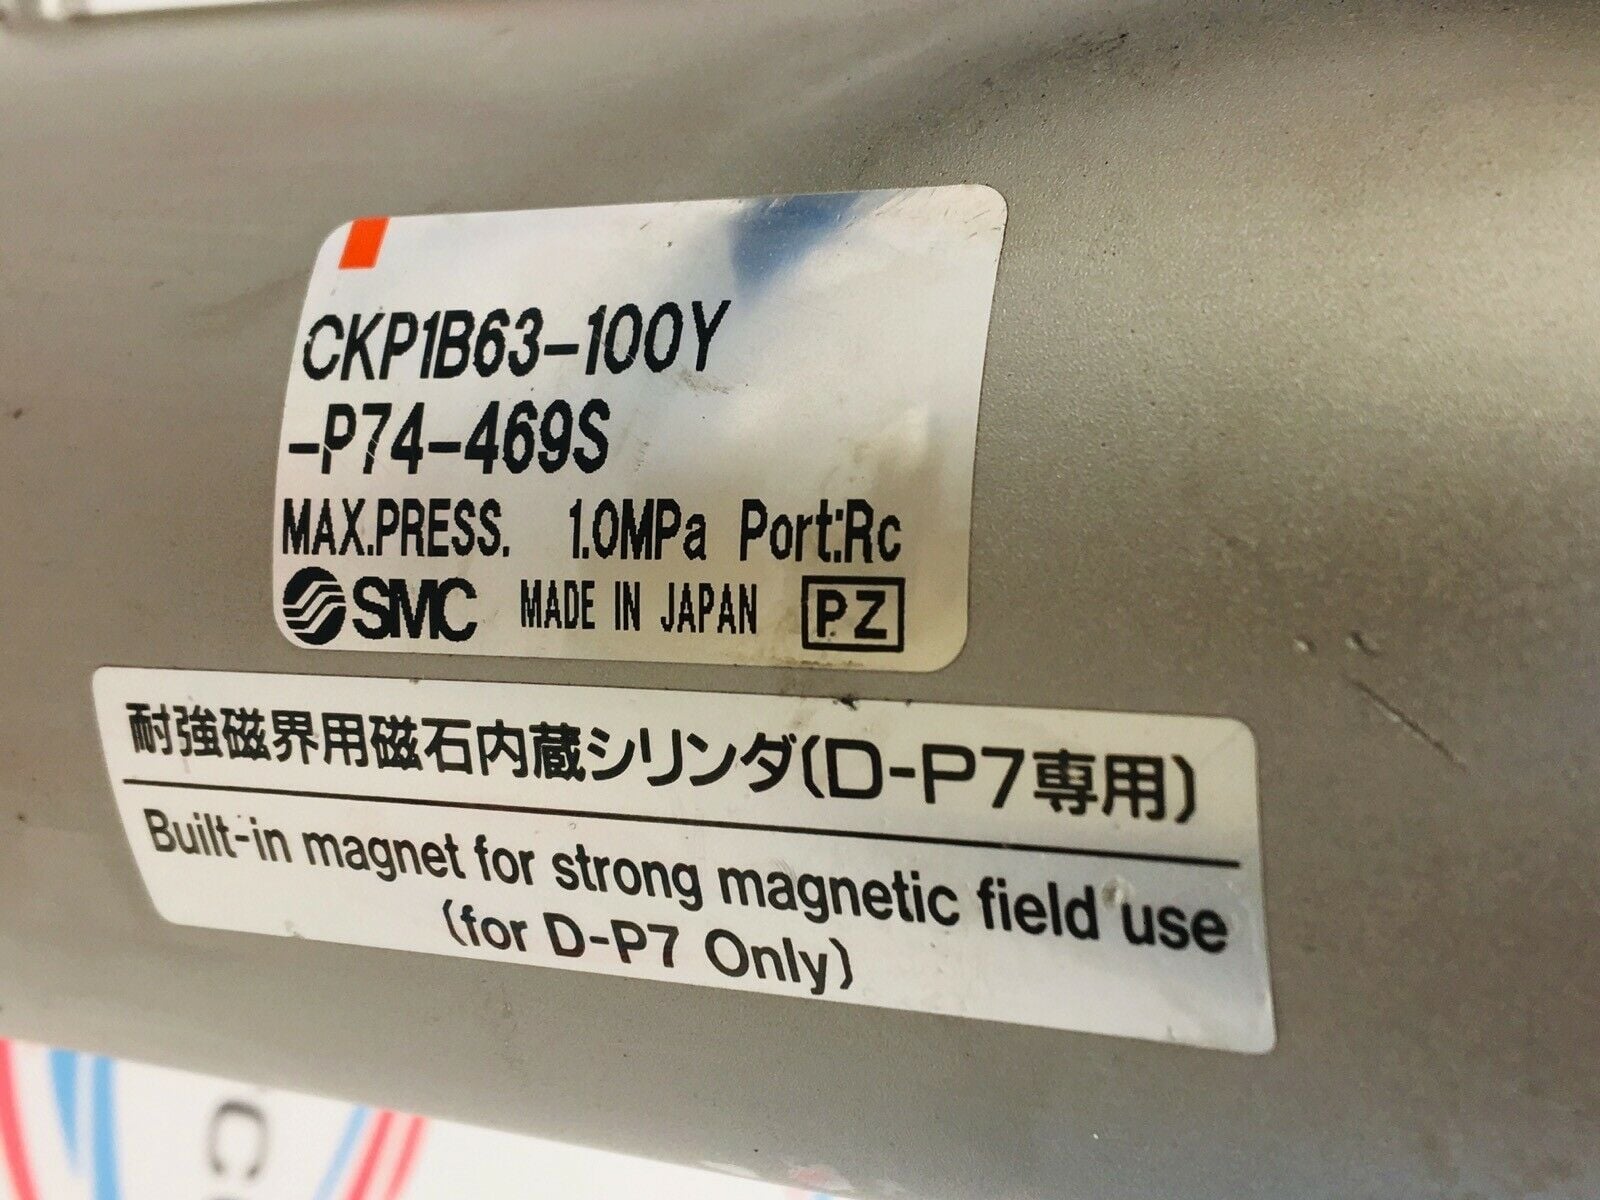 CKP1B63-100Y
-P74-469S
MAX.PRESS. 1.0MPa Port:Rc
SMC MADE IN JAPAN PZ
耐強磁界用磁石内蔵シリンダ(D-P7専用)
Built-in magnet for strong magnetic field use
(for D-P7 Only)